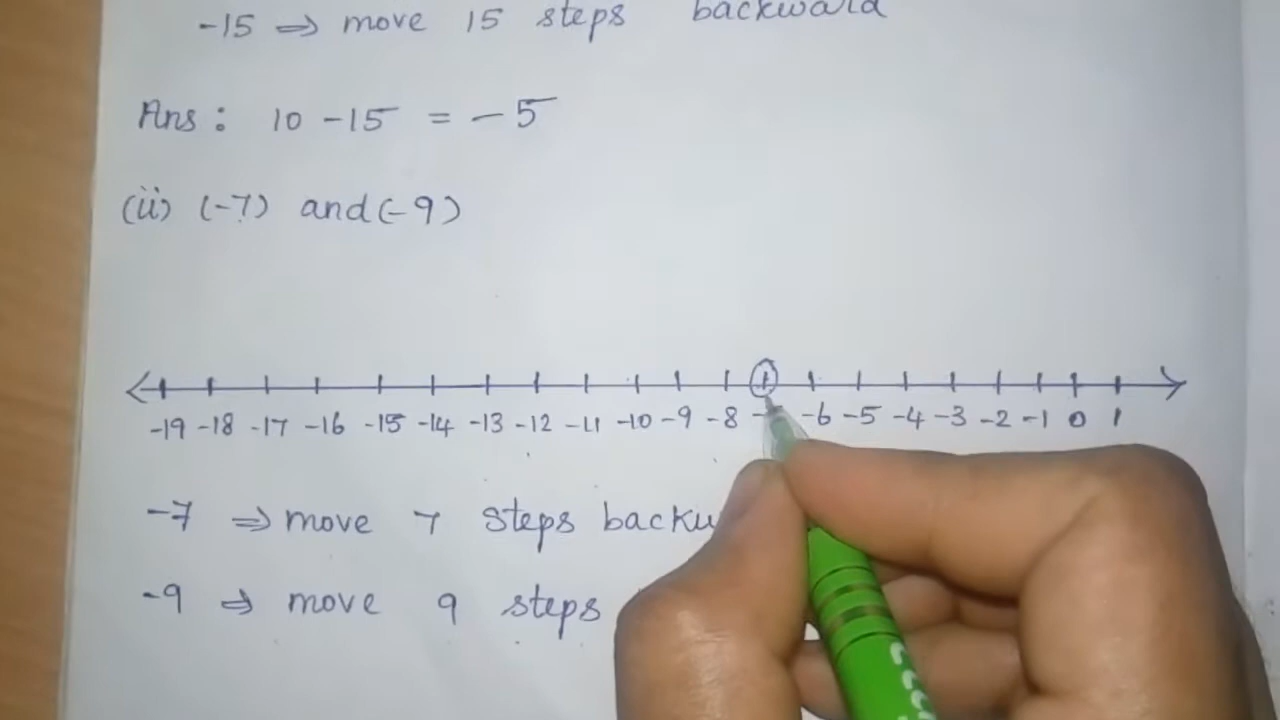 -15 ⇒ move 15 steps backward
Ans : 10 -15 = -5
(ii) (-7) and (-9)
-19 -18 -17 -16 -15 -14 -13 -12 -11 -10 -9 -8 -6 -5 -4 -3 -2 -1 0 1
-7 ⇒ move 7 steps
-9 ⇒ move 9 steps